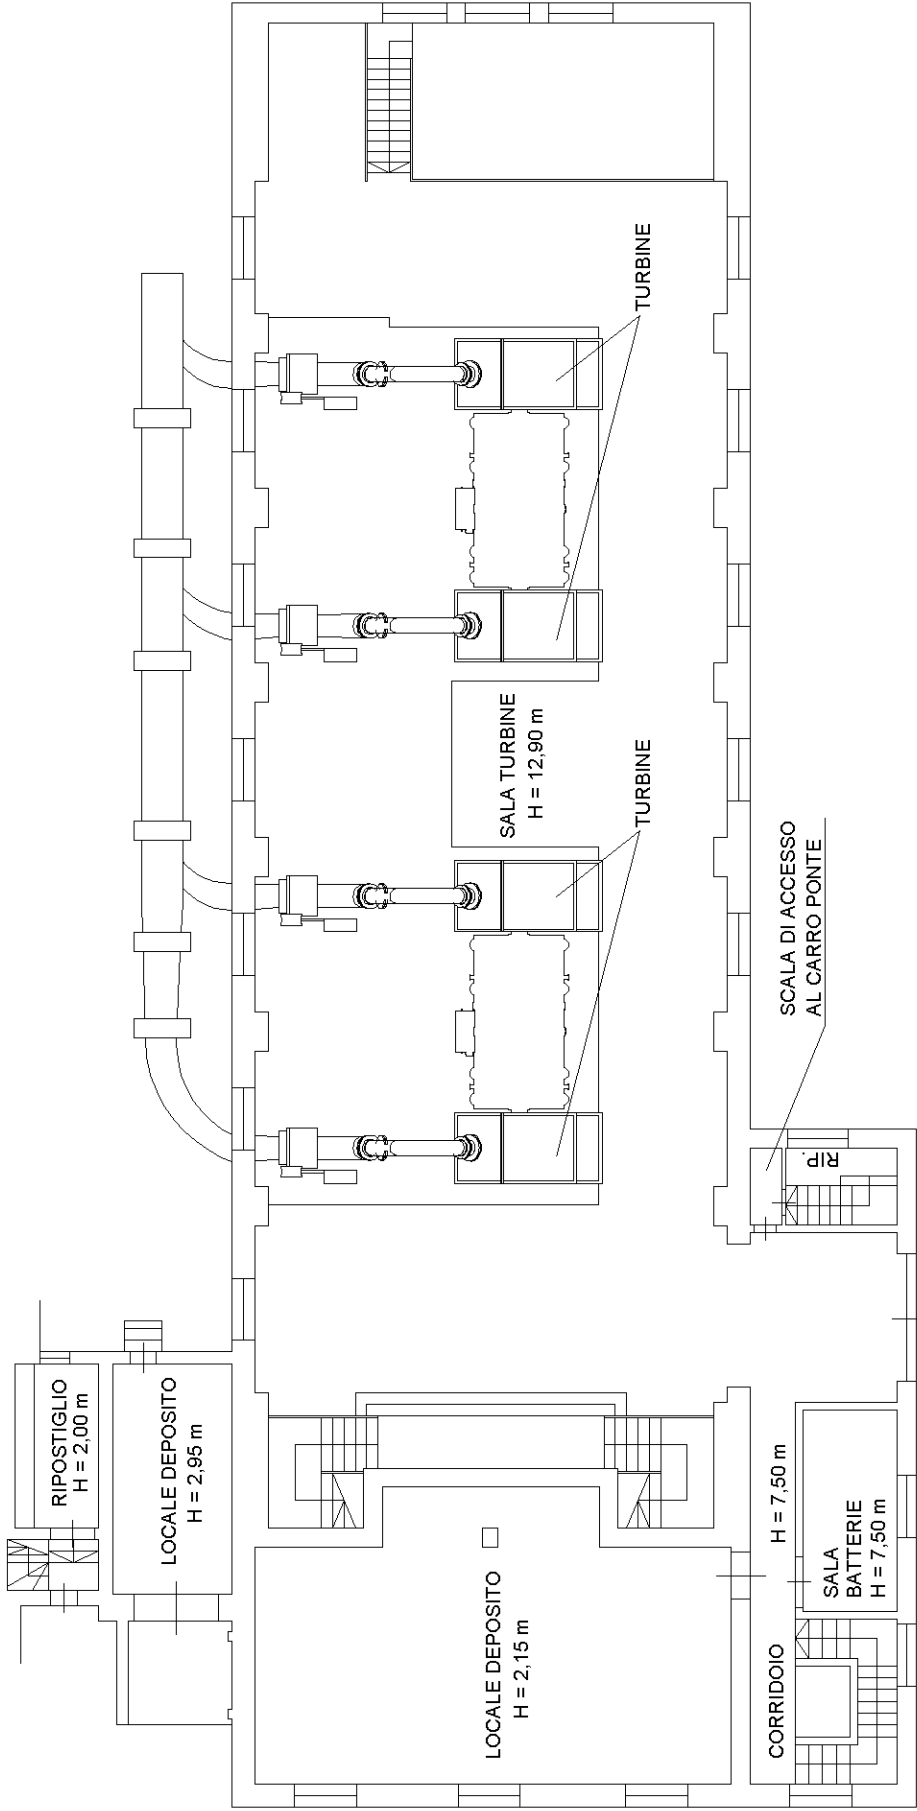 RIPOSTIGLIO
H = 2,00 m
LOCALE DEPOSITO
H = 2,95 m
LOCALE DEPOSITO
H = 2,15 m
SALA TURBINE
H = 12,90 m
TURBINE
TURBINE
CORRIDOIO
H = 7,50 m
SALA
BATTERIE
H = 7,50 m
RIP.
SCALA DI ACCESSO
AL CARRO PONTE